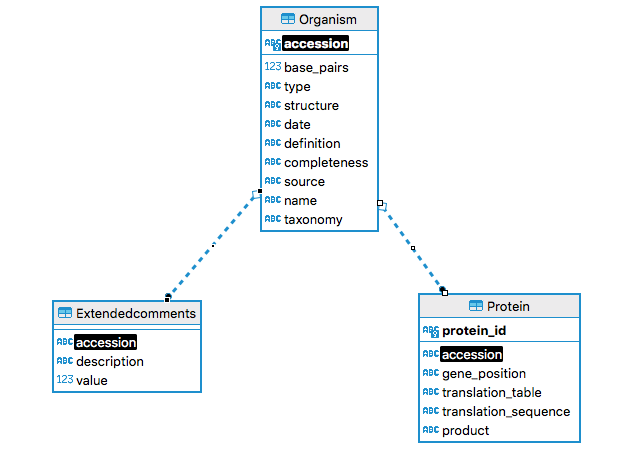 Organism
ABC accession
123 base_pairs
ABC type
ABC structure
ABC date
ABC definition
ABC completeness
ABC source
ABC name
ABC taxonomy
Extendedcomments
ABC accession
ABC description
123 value
Protein
ABC protein_id
ABC accession
ABC gene_position
ABC translation_table
ABC translation_sequence
ABC product